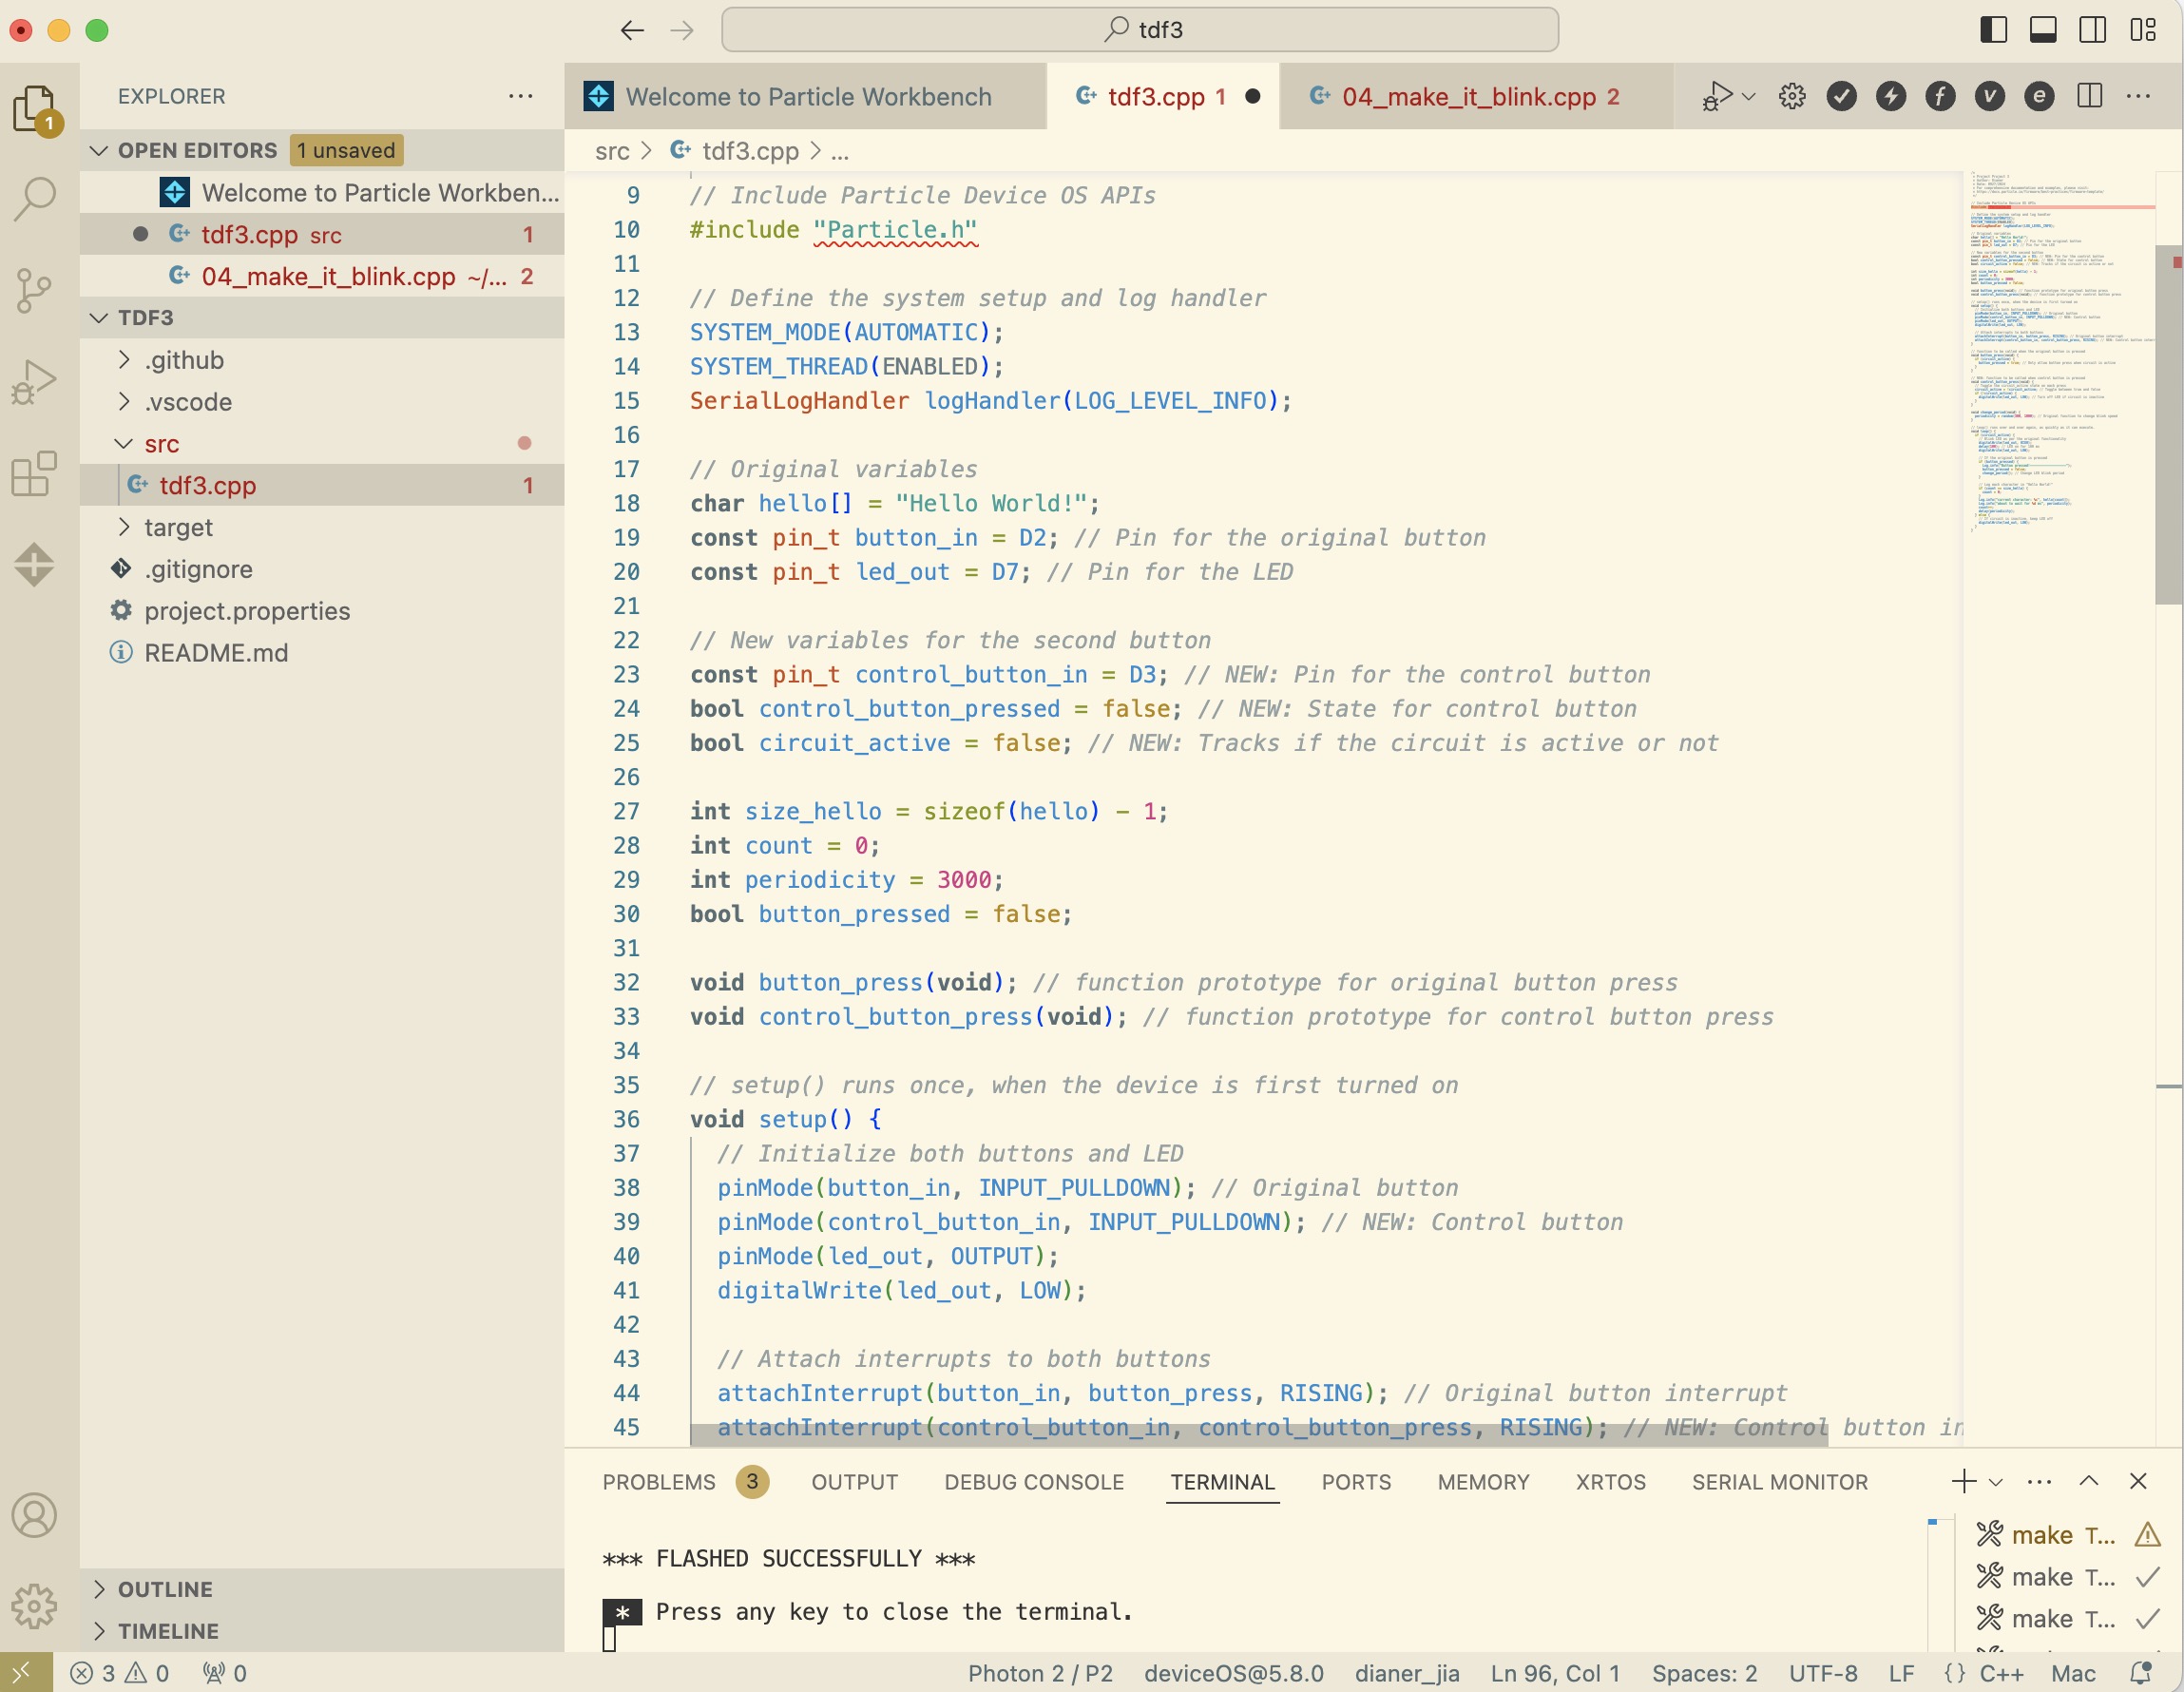 tdf3
EXPLORER
OPEN EDITORS 1 unsaved
Welcome to Particle Workben...
tdf3.cpp src 1
04_make_it_blink.cpp ~/... 2
TDF3
.github
.vscode
src
tdf3.cpp 1
target
.gitignore
project.properties
README.md
OUTLINE
TIMELINE
1
Welcome to Particle Workbench
tdf3.cpp 1
04_make_it_blink.cpp 2
src > tdf3.cpp > ...
9 // Include Particle Device OS APIs
10 #include "Particle.h"
11
12 // Define the system setup and log handler
13 SYSTEM_MODE(AUTOMATIC);
14 SYSTEM_THREAD(ENABLED);
15 SerialLogHandler logHandler(LOG_LEVEL_INFO);
16
17 // Original variables
18 char hello[] = "Hello World!";
19 const pin_t button_in = D2; // Pin for the original button
20 const pin_t led_out = D7; // Pin for the LED
21
22 // New variables for the second button
23 const pin_t control_button_in = D3; // NEW: Pin for the control button
24 bool control_button_pressed = false; // NEW: State for control button
25 bool circuit_active = false; // NEW: Tracks if the circuit is active or not
26
27 int size_hello = sizeof(hello) - 1;
28 int count = 0;
29 int periodicity = 3000;
30 bool button_pressed = false;
31
32 void button_press(void); // function prototype for original button press
33 void control_button_press(void); // function prototype for control button press
34
35 // setup() runs once, when the device is first turned on
36 void setup() {
37 // Initialize both buttons and LED
38 pinMode(button_in, INPUT_PULLDOWN); // Original button
39 pinMode(control_button_in, INPUT_PULLDOWN); // NEW: Control button
40 pinMode(led_out, OUTPUT);
41 digitalWrite(led_out, LOW);
42
43 // Attach interrupts to both buttons
44 attachInterrupt(button_in, button_press, RISING); // Original button interrupt
45 attachInterrupt(control_button_in, control_button_press, RISING); // NEW: Control button in
PROBLEMS 3 OUTPUT DEBUG CONSOLE TERMINAL PORTS MEMORY XRTOS SERIAL MONITOR
*** FLASHED SUCCESSFULLY ***
* Press any key to close the terminal.
make T...
make T...
make T...
3 0 0 Photon 2 / P2 deviceOS@5.8.0 dianer_jia Ln 96, Col 1 Spaces: 2 UTF-8 LF {} C++ Mac